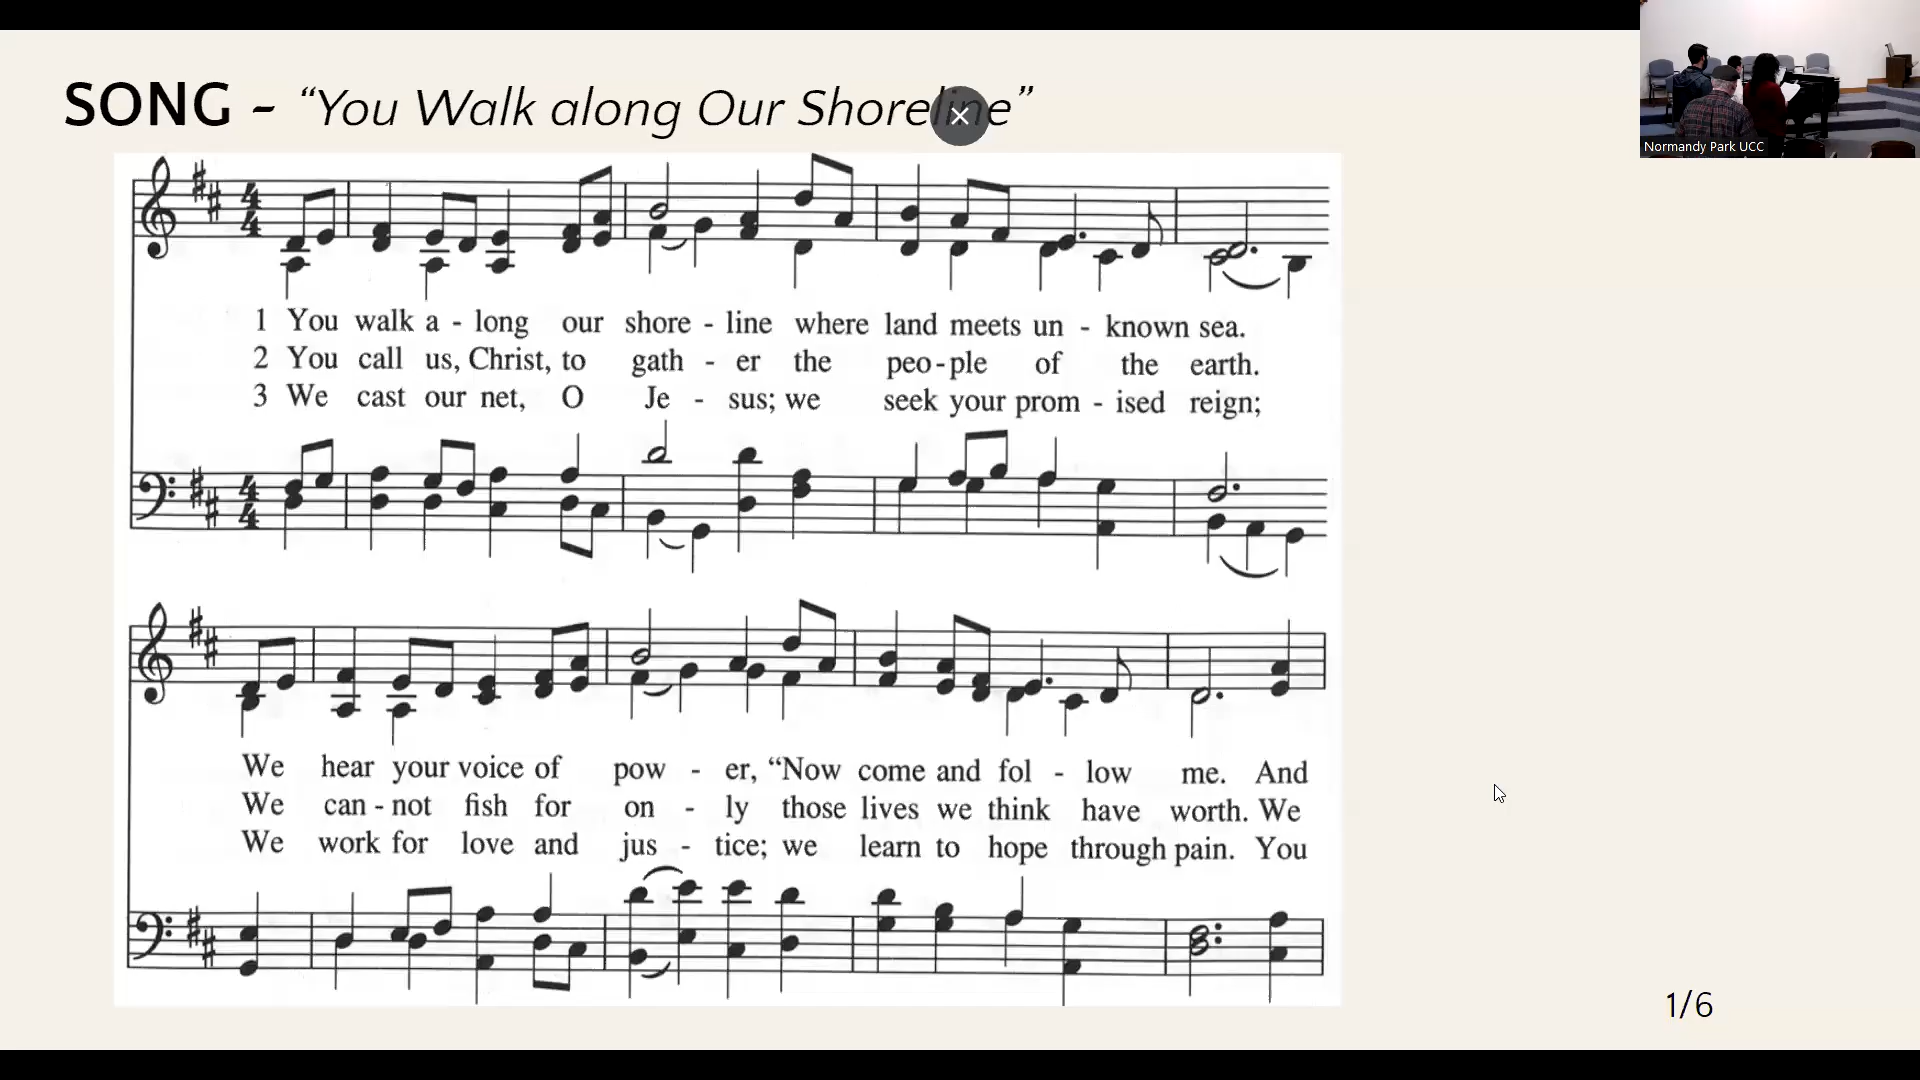 SONG - “You Walk along Our Shoreline”
Normandy Park UCC
1 You walk a - long our shore - line where land meets un - known sea.
2 You call us, Christ, to gath - er the peo - ple of the earth.
3 We cast our net, O Je - sus; we seek your prom - ised reign;
We hear your voice of pow - er, “Now come and fol - low me. And
We can - not fish for on - ly those lives we think have worth. We
We work for love and jus - tice; we learn to hope through pain. You
1/6